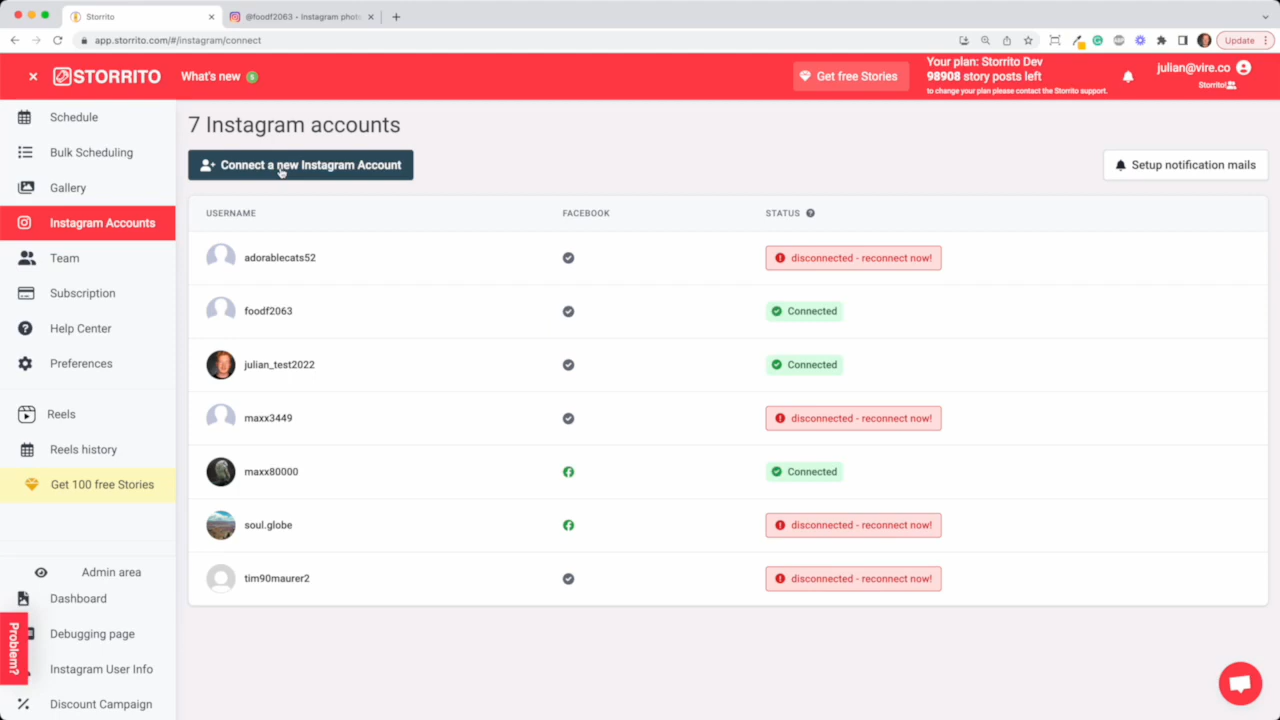 Storrito
@foodf2063 - Instagram phot
app.storrito.com/#/instagram/connect
Update
STORRITO
What's new 5
Get free Stories
Your plan: Storrito Dev
98908 story posts left
to change your plan please contact the Storrito support.
julian@vire.co
Storrito
Schedule
Bulk Scheduling
Gallery
Instagram Accounts
Team
Subscription
Help Center
Preferences
Reels
Reels history
Get 100 free Stories
Admin area
Dashboard
Debugging page
Instagram User Info
Discount Campaign
Problem?
7 Instagram accounts
Connect a new Instagram Account
Setup notification mails
USERNAME FACEBOOK STATUS
adorablecats52 disconnected - reconnect now!
foodf2063 Connected
julian_test2022 Connected
maxx3449 disconnected - reconnect now!
maxx80000 Connected
soul.globe disconnected - reconnect now!
tim90maurer2 disconnected - reconnect now!